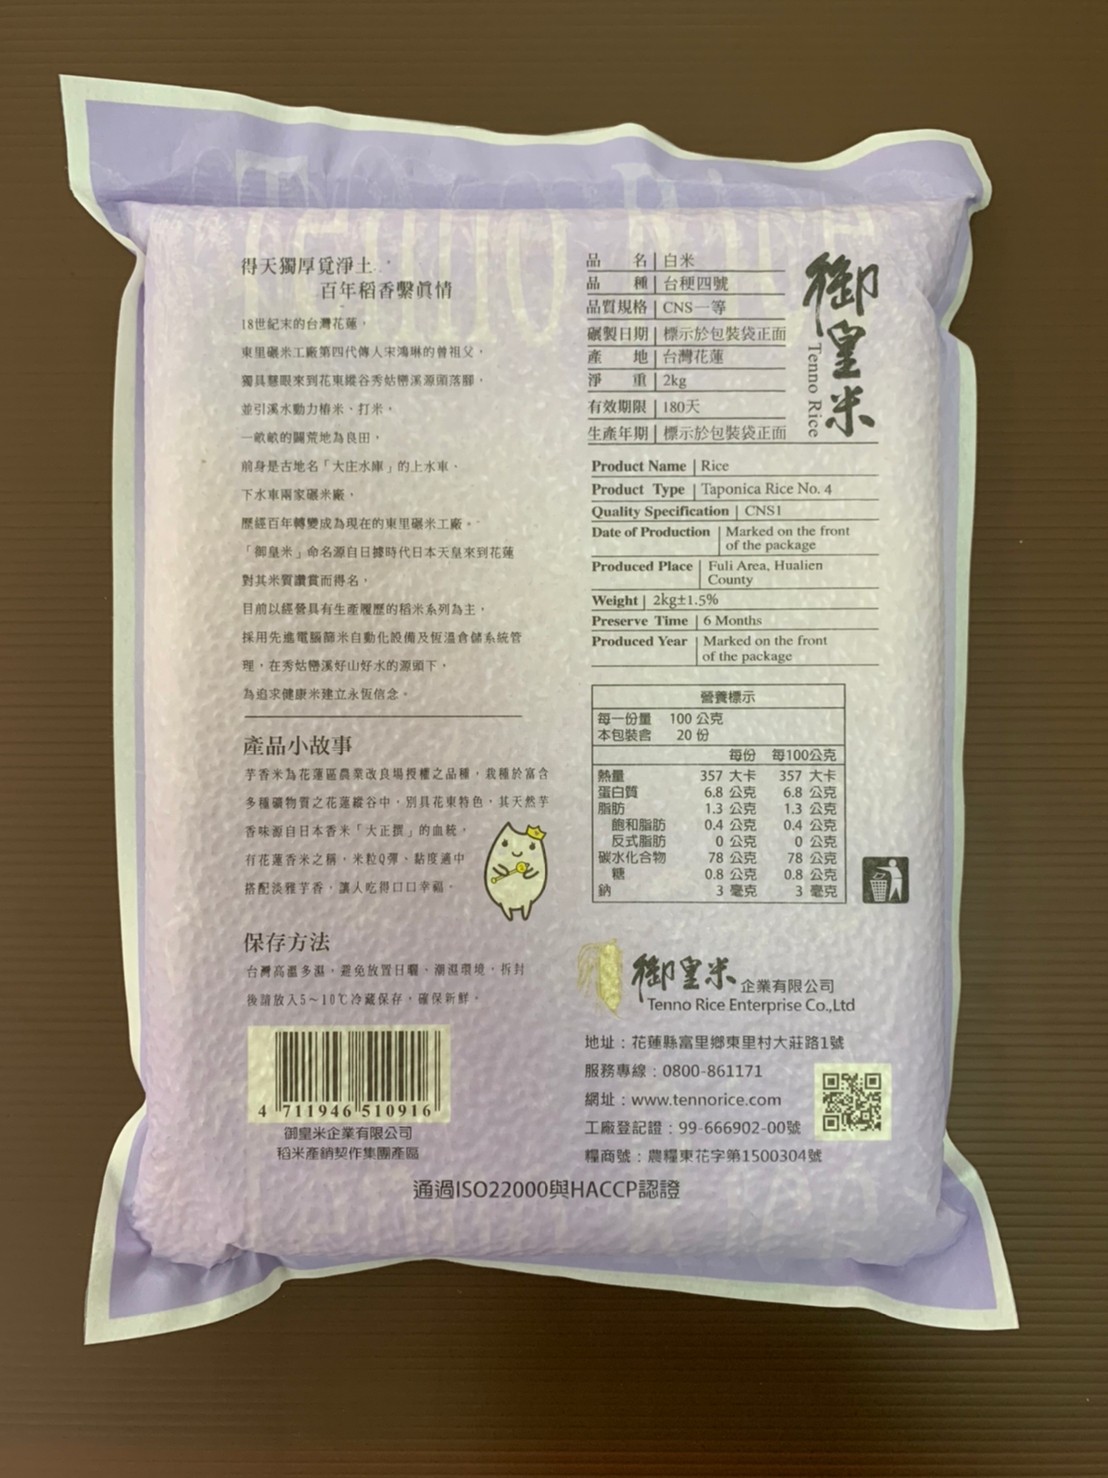 Tenno Rice
得天獨厚覓淨土
百年稻香繫真情
18世紀末的台灣花蓮，
東里碾米工廠第四代傳人宋鴻琳的曾祖父，
獨具慧眼來到花東縱谷秀姑巒溪源頭落腳，
並引溪水動力樁米、打米，
一畝畝的闢荒地為良田，
前身是古地名「大庄水庫」的上水車、
下水車兩家碾米廠，
歷經百年轉變成為現在的東里碾米工廠。
「御皇米」命名源自日據時代日本天皇來到花蓮
對其米質讚賞而得名，
目前以經營具有生產履歷的稻米系列為主，
採用先進電腦篩米自動化設備及恆溫倉儲系統管
理，在秀姑巒溪好山好水的源頭下，
為追求健康米建立永恆信念。
產品小故事
芋香米為花蓮區農業改良場授權之品種，栽種於富含
多種礦物質之花蓮縱谷中，別具花東特色，其天然芋
香味源自日本香米「大正撰」的血統，
有花蓮香米之稱，米粒Q彈、黏度適中
搭配淡雅芋香，讓人吃得口口幸福。
保存方法
台灣高溫多濕，避免放置日曬、潮濕環境，拆封
後請放入5～10℃冷藏保存，確保新鮮。
4 711946 510916
御皇米企業有限公司
稻米產銷契作集團產區
品名 白米
品種 台稉四號
品質規格 CNS一等
碾製日期 標示於包裝袋正面
產地 台灣花蓮
淨重 2kg
有效期限 180天
生產年期 標示於包裝袋正面
御皇米
Tenno Rice
Product Name Rice
Product Type Taponica Rice No. 4
Quality Specification CNS1
Date of Production Marked on the front
of the package
Produced Place Fuli Area, Hualien
County
Weight 2kg±1.5%
Preserve Time 6 Months
Produced Year Marked on the front
of the package
營養標示
每一份量 100 公克
本包裝含 20 份
每份 每100公克
熱量 357 大卡 357 大卡
蛋白質 6.8 公克 6.8 公克
脂肪 1.3 公克 1.3 公克
飽和脂肪 0.4 公克 0.4 公克
反式脂肪 0 公克 0 公克
碳水化合物 78 公克 78 公克
糖 0.8 公克 0.8 公克
鈉 3 毫克 3 毫克
御皇米 企業有限公司
Tenno Rice Enterprise Co.,Ltd
地址：花蓮縣富里鄉東里村大莊路1號
服務專線：0800-861171
網址：www.tennorice.com
工廠登記證：99-666902-00號
糧商號：農糧東花字第1500304號
通過ISO22000與HACCP認證